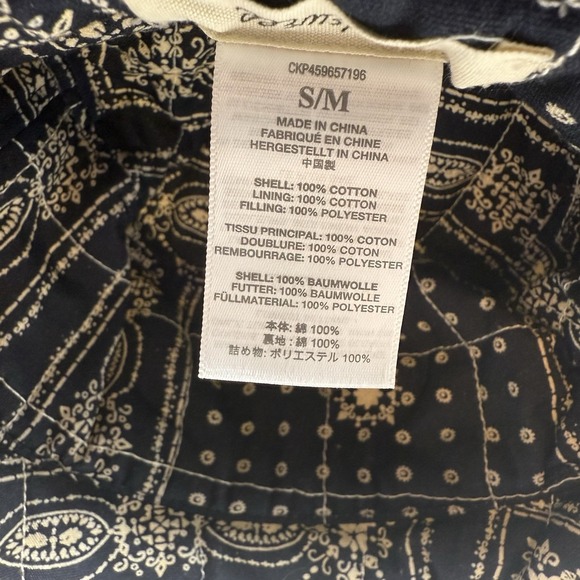 CKP459657196
S/M
MADE IN CHINA
FABRIQUÉ EN CHINE
HERGESTELLT IN CHINA
中国製
SHELL: 100% COTTON
LINING: 100% COTTON
FILLING: 100% POLYESTER
TISSU PRINCIPAL: 100% COTON
DOUBLURE: 100% COTON
REMBOURRAGE: 100% POLYESTER
SHELL: 100% BAUMWOLLE
FUTTER: 100% BAUMWOLLE
FÜLLMATERIAL: 100% POLYESTER
本体: 綿 100%
裏地: 綿 100%
詰め物: ポリエステル 100%